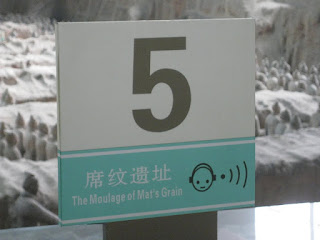 5
席纹遗址
The Moulage of Mat's Grain